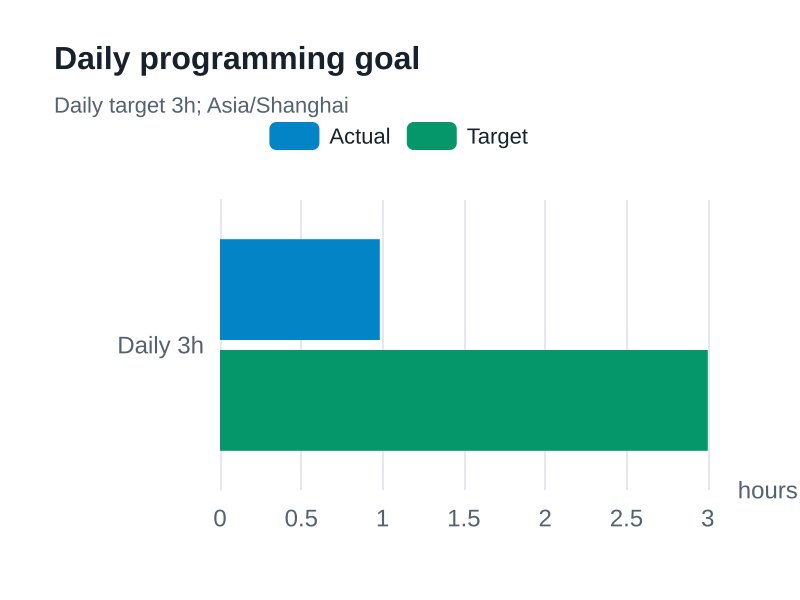 Daily programming goal
Daily target 3h; Asia/Shanghai
Actual Target
Daily 3h
hours
0 0.5 1 1.5 2 2.5 3